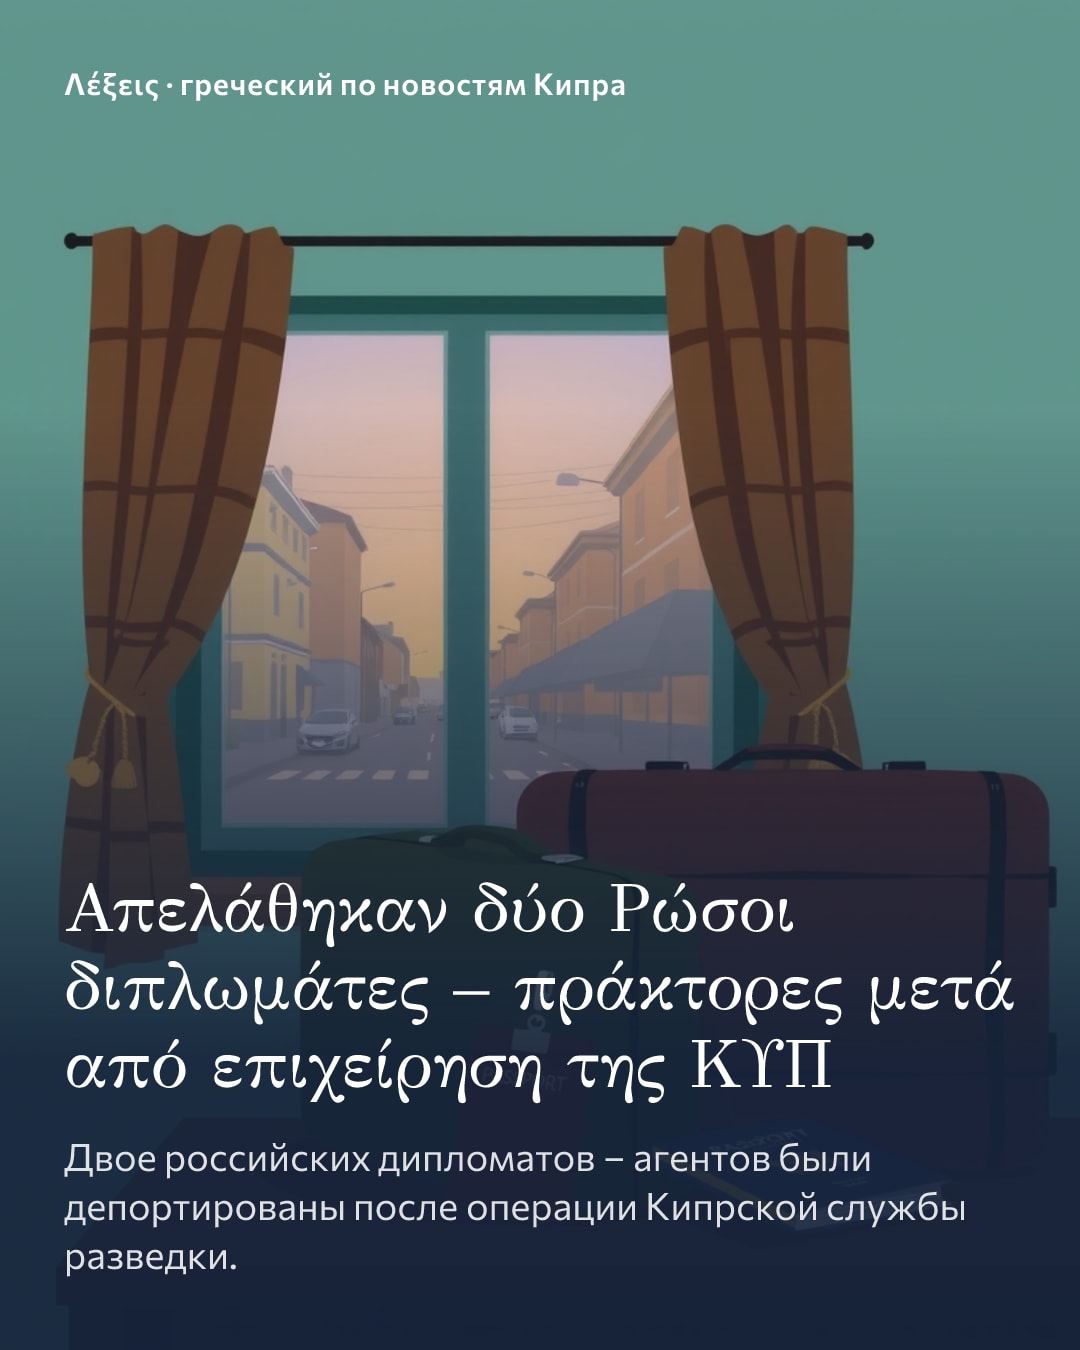 Λέξεις · греческий по новостям Кипра
Απελάθηκαν δύο Ρώσοι
διπλωμάτες – πράκτορες μετά
από επιχείρηση της ΚΥΠ
Двое российских дипломатов – агентов были
депортированы после операции Кипрской службы
разведки.